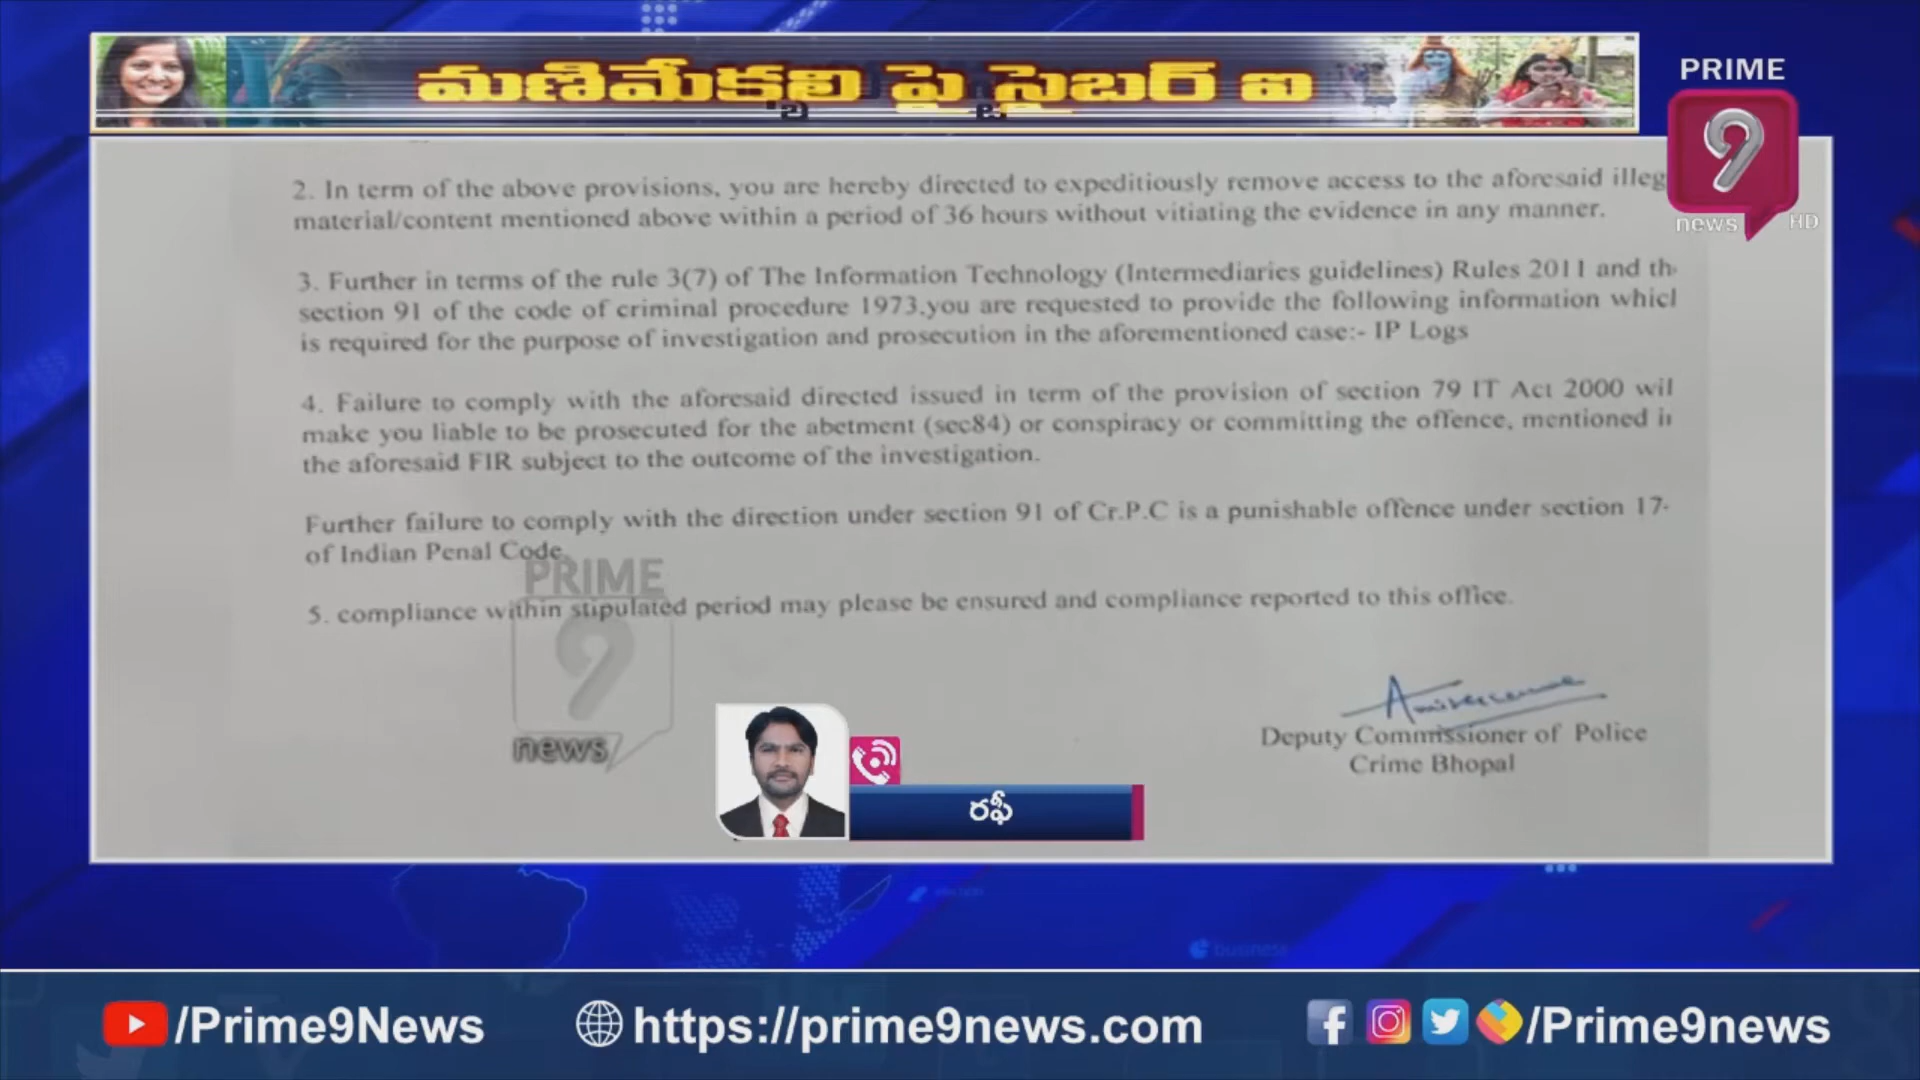 మణిమేకలి పై సైబర్ ఐ
PRIME
9
news HD
2. In term of the above provisions, you are hereby directed to expeditiously remove access to the aforesaid illeg
material/content mentioned above within a period of 36 hours without vitiating the evidence in any manner.
3. Further in terms of the rule 3(7) of The Information Technology (Intermediaries guidelines) Rules 2011 and th
section 91 of the code of criminal procedure 1973.you are requested to provide the following information whicl
is required for the purpose of investigation and prosecution in the aforementioned case:- IP Logs
4. Failure to comply with the aforesaid directed issued in term of the provision of section 79 IT Act 2000 wil
make you liable to be prosecuted for the abetment (sec84) or conspiracy or committing the offence, mentioned i
the aforesaid FIR subject to the outcome of the investigation.
Further failure to comply with the direction under section 91 of Cr.P.C is a punishable offence under section 17
of Indian Penal Code.
5. compliance within stipulated period may please be ensured and compliance reported to this office.
PRIME
9
news
Deputy Commissioner of Police
Crime Bhopal
రఫీ
business
/Prime9News https://prime9news.com /Prime9news